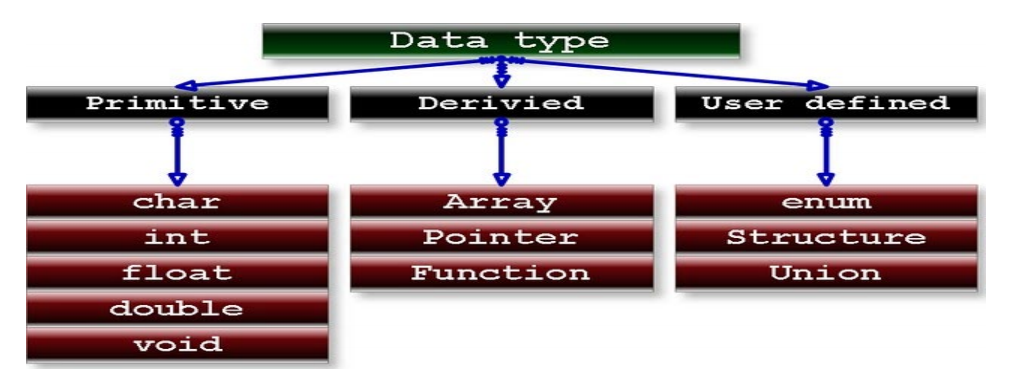 Data type
Primitive
Derivied
User defined
char
int
float
double
void
Array
Pointer
Function
enum
Structure
Union